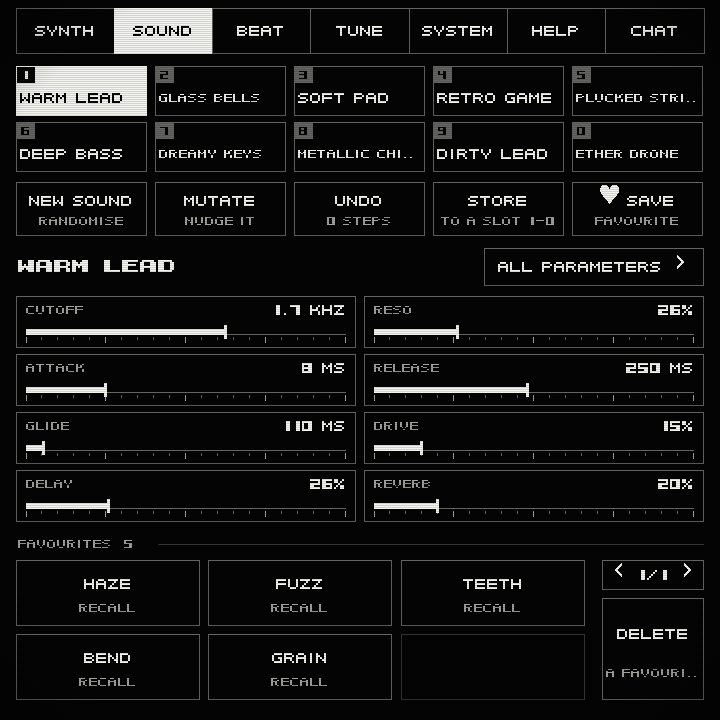 SYNTH SOUND BEAT TUNE SYSTEM HELP CHAT
1 2 3 4 5
WARM LEAD GLASS BELLS SOFT PAD RETRO GAME PLUCKED STRI..
6 7 8 9 0
DEEP BASS DREAMY KEYS METALLIC CHI.. DIRTY LEAD ETHER DRONE
NEW SOUND MUTATE UNDO STORE ♥ SAVE
RANDOMISE NUDGE IT 0 STEPS TO A SLOT 1-0 FAVOURITE
WARM LEAD ALL PARAMETERS >
CUTOFF 1.7 KHZ RESO 26%
ATTACK 8 MS RELEASE 250 MS
GLIDE 110 MS DRIVE 15%
DELAY 26% REVERB 20%
FAVOURITES 5
HAZE FUZZ TEETH < 1/1 >
RECALL RECALL RECALL
DELETE
BEND GRAIN A FAVOURI..
RECALL RECALL